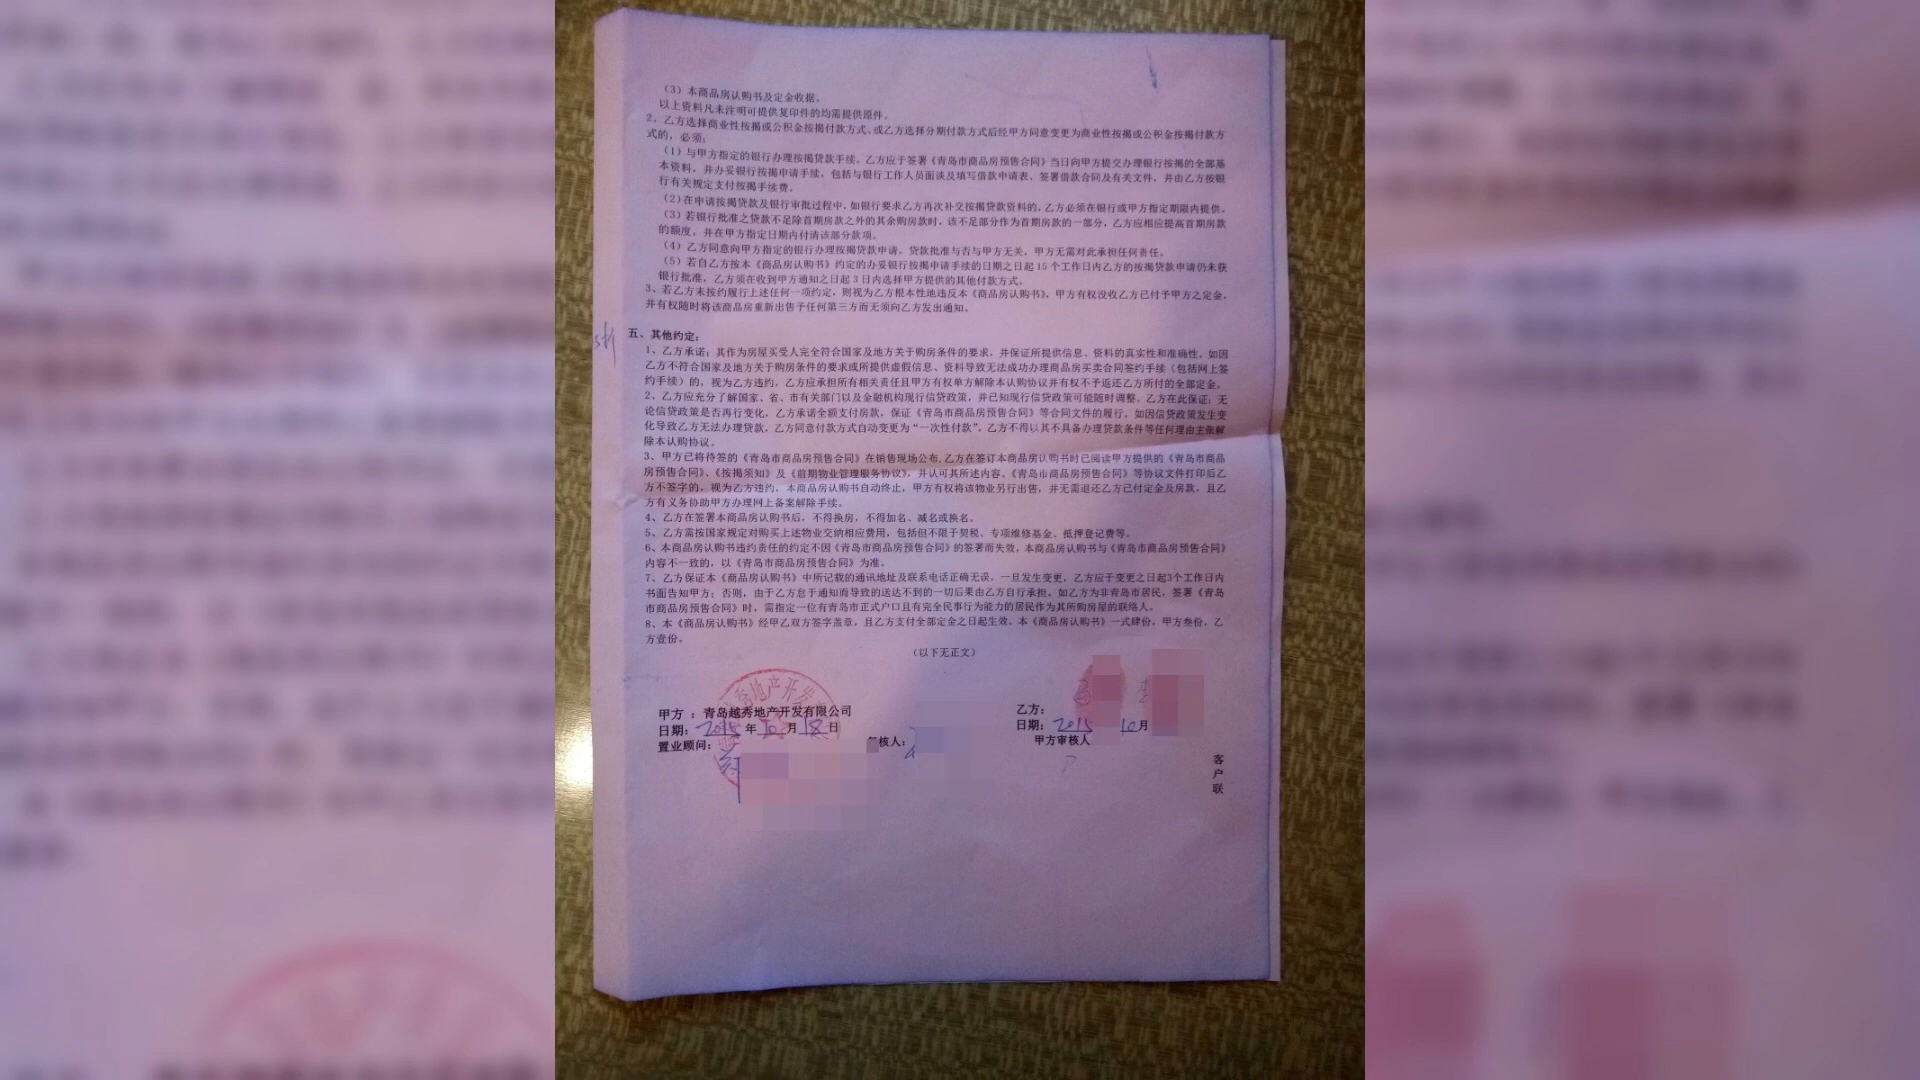 （3）本商品房认购书及定金收据。
以上资料凡未注明可提供复印件的均需提供原件。
2、乙方选择商业性按揭或公积金按揭付款方式、或乙方选择分期付款方式后经甲方同意变更为商业性按揭或公积金按揭付款方
式的，必须：
（1）与甲方指定的银行办理按揭贷款手续。乙方应于签署《青岛市商品房预售合同》当日向甲方提交办理银行按揭的全部基
本资料，并办妥银行按揭申请手续，包括与银行工作人员面谈及填写借款申请表、签署借款合同及有关文件，并由乙方按银
行有关规定支付按揭手续费。
（2）在申请按揭贷款及银行审批过程中，如银行要求乙方再次补交按揭贷款资料的，乙方必须在银行或甲方指定期限内提供。
（3）若银行批准之贷款不足除首期房款之外的其余购房款时，该不足部分作为首期房款的一部分，乙方应相应提高首期房款
的额度，并在甲方指定日期内付清该部分款项。
（4）乙方同意向甲方指定的银行办理按揭贷款申请，贷款批准与否与甲方无关，甲方无需对此承担任何责任。
（5）若自乙方按本《商品房认购书》约定的办妥银行按揭申请手续的日期之日起 15 个工作日内乙方的按揭贷款申请仍未获
银行批准，乙方须在收到甲方通知之日起 3 日内选择甲方提供的其他付款方式。
3、若乙方未按约履行上述任何一项约定，则视为乙方根本性地违反本《商品房认购书》，甲方有权没收乙方已付予甲方之定金，
并有权随时将该商品房重新出售予任何第三方而无须向乙方发出通知。
五、其他约定：
1、乙方承诺：其作为房屋买受人完全符合国家及地方关于购房条件的要求，并保证所提供信息、资料的真实性和准确性。如因
乙方不符合国家及地方关于购房条件的要求或所提供虚假信息、资料导致无法成功办理商品房买卖合同签约手续（包括网上签
约手续）的，视为乙方违约，乙方应承担所有相关责任且甲方有权单方解除本认购协议并有权不予返还乙方所付的全部定金。
2、乙方应充分了解国家、省、市有关部门以及金融机构现行信贷政策，并已知现行信贷政策可能随时调整。乙方在此保证：无
论信贷政策是否再行变化，乙方承诺全额支付房款，保证《青岛市商品房预售合同》等合同文件的履行。如因信贷政策发生变
化导致乙方无法办理贷款，乙方同意付款方式自动变更为“一次性付款”。乙方不得以其不具备办理贷款条件等任何理由主张解
除本认购协议。
3、甲方已将待签的《青岛市商品房预售合同》在销售现场公布，乙方在签订本商品房认购书时已阅读甲方提供的《青岛市商品
房预售合同》、《按揭须知》及《前期物业管理服务协议》，并认可其所述内容。《青岛市商品房预售合同》等协议文件打印后乙
方不签字的，视为乙方违约，本商品房认购书自动终止，甲方有权将该物业另行出售，并无需退还乙方已付定金及房款，且乙
方有义务协助甲方办理网上备案解除手续。
4、乙方在签署本商品房认购书后，不得换房，不得加名、减名或换名。
5、乙方需按国家规定对购买上述物业交纳相应费用，包括但不限于契税、专项维修基金、抵押登记费等。
6、本商品房认购书违约责任的约定不因《青岛市商品房预售合同》的签署而失效，本商品房认购书与《青岛市商品房预售合同》
内容不一致的，以《青岛市商品房预售合同》为准。
7、乙方保证本《商品房认购书》中所记载的通讯地址及联系电话正确无误，一旦发生变更，乙方应于变更之日起3个工作日内
书面告知甲方；否则，由于乙方怠于通知而导致的送达不到的一切后果由乙方自行承担。如乙方为非青岛市居民，签署《青岛
市商品房预售合同》时，需指定一位有青岛市正式户口且有完全民事行为能力的居民作为其所购房屋的联络人。
8、本《商品房认购书》经甲乙双方签字盖章，且乙方支付全部定金之日起生效。本《商品房认购书》一式肆份，甲方叁份，乙
方壹份。
（以下无正文）
甲方：青岛越秀地产开发有限公司
乙方：
日期：2015年10月18日
日期：2015 10月
置业顾问：
核人：
甲方审核人
客户联
秀地产开发